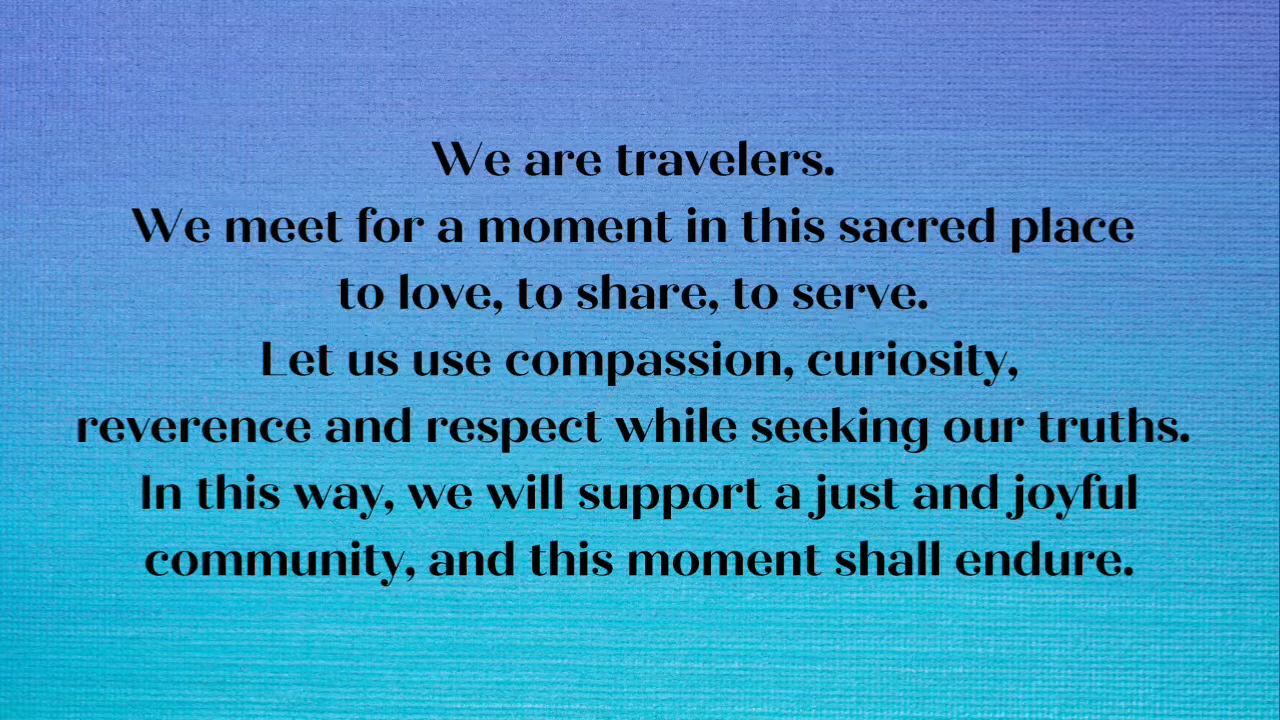 We are travelers.
We meet for a moment in this sacred place
to love, to share, to serve.
Let us use compassion, curiosity,
reverence and respect while seeking our truths.
In this way, we will support a just and joyful
community, and this moment shall endure.